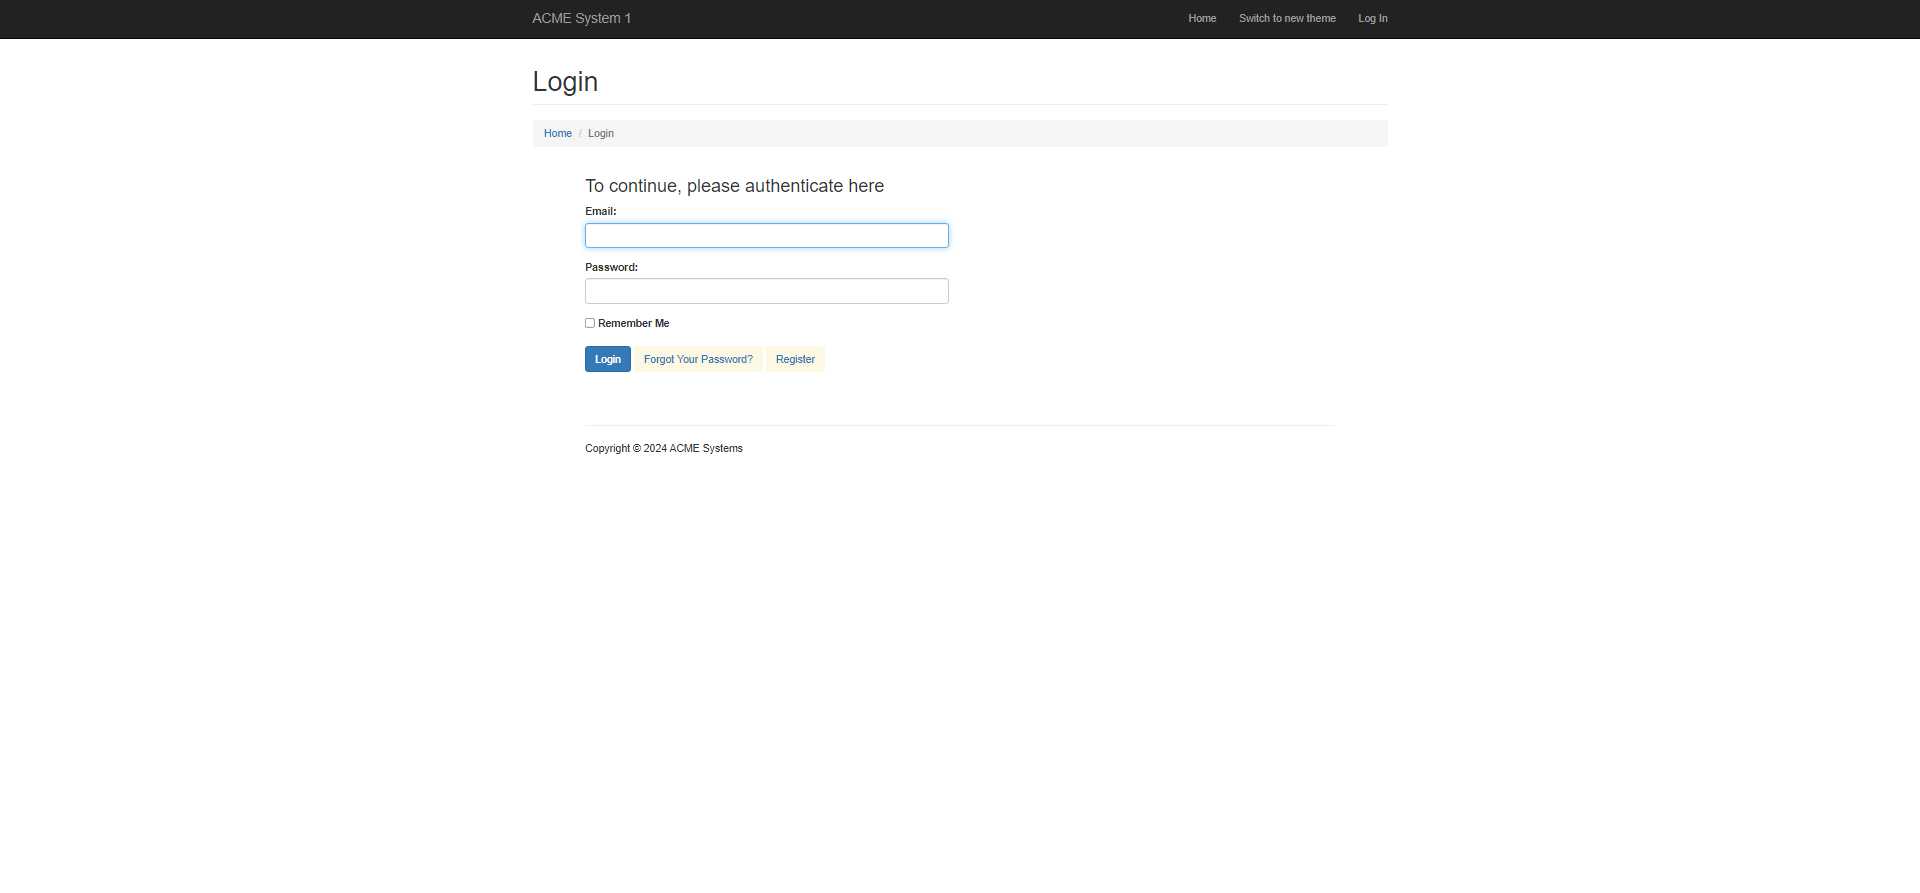 ACME System 1 Home Switch to new theme Log In
Login
Home / Login
To continue, please authenticate here
Email:
Password:
Remember Me
Login Forgot Your Password? Register
Copyright © 2024 ACME Systems